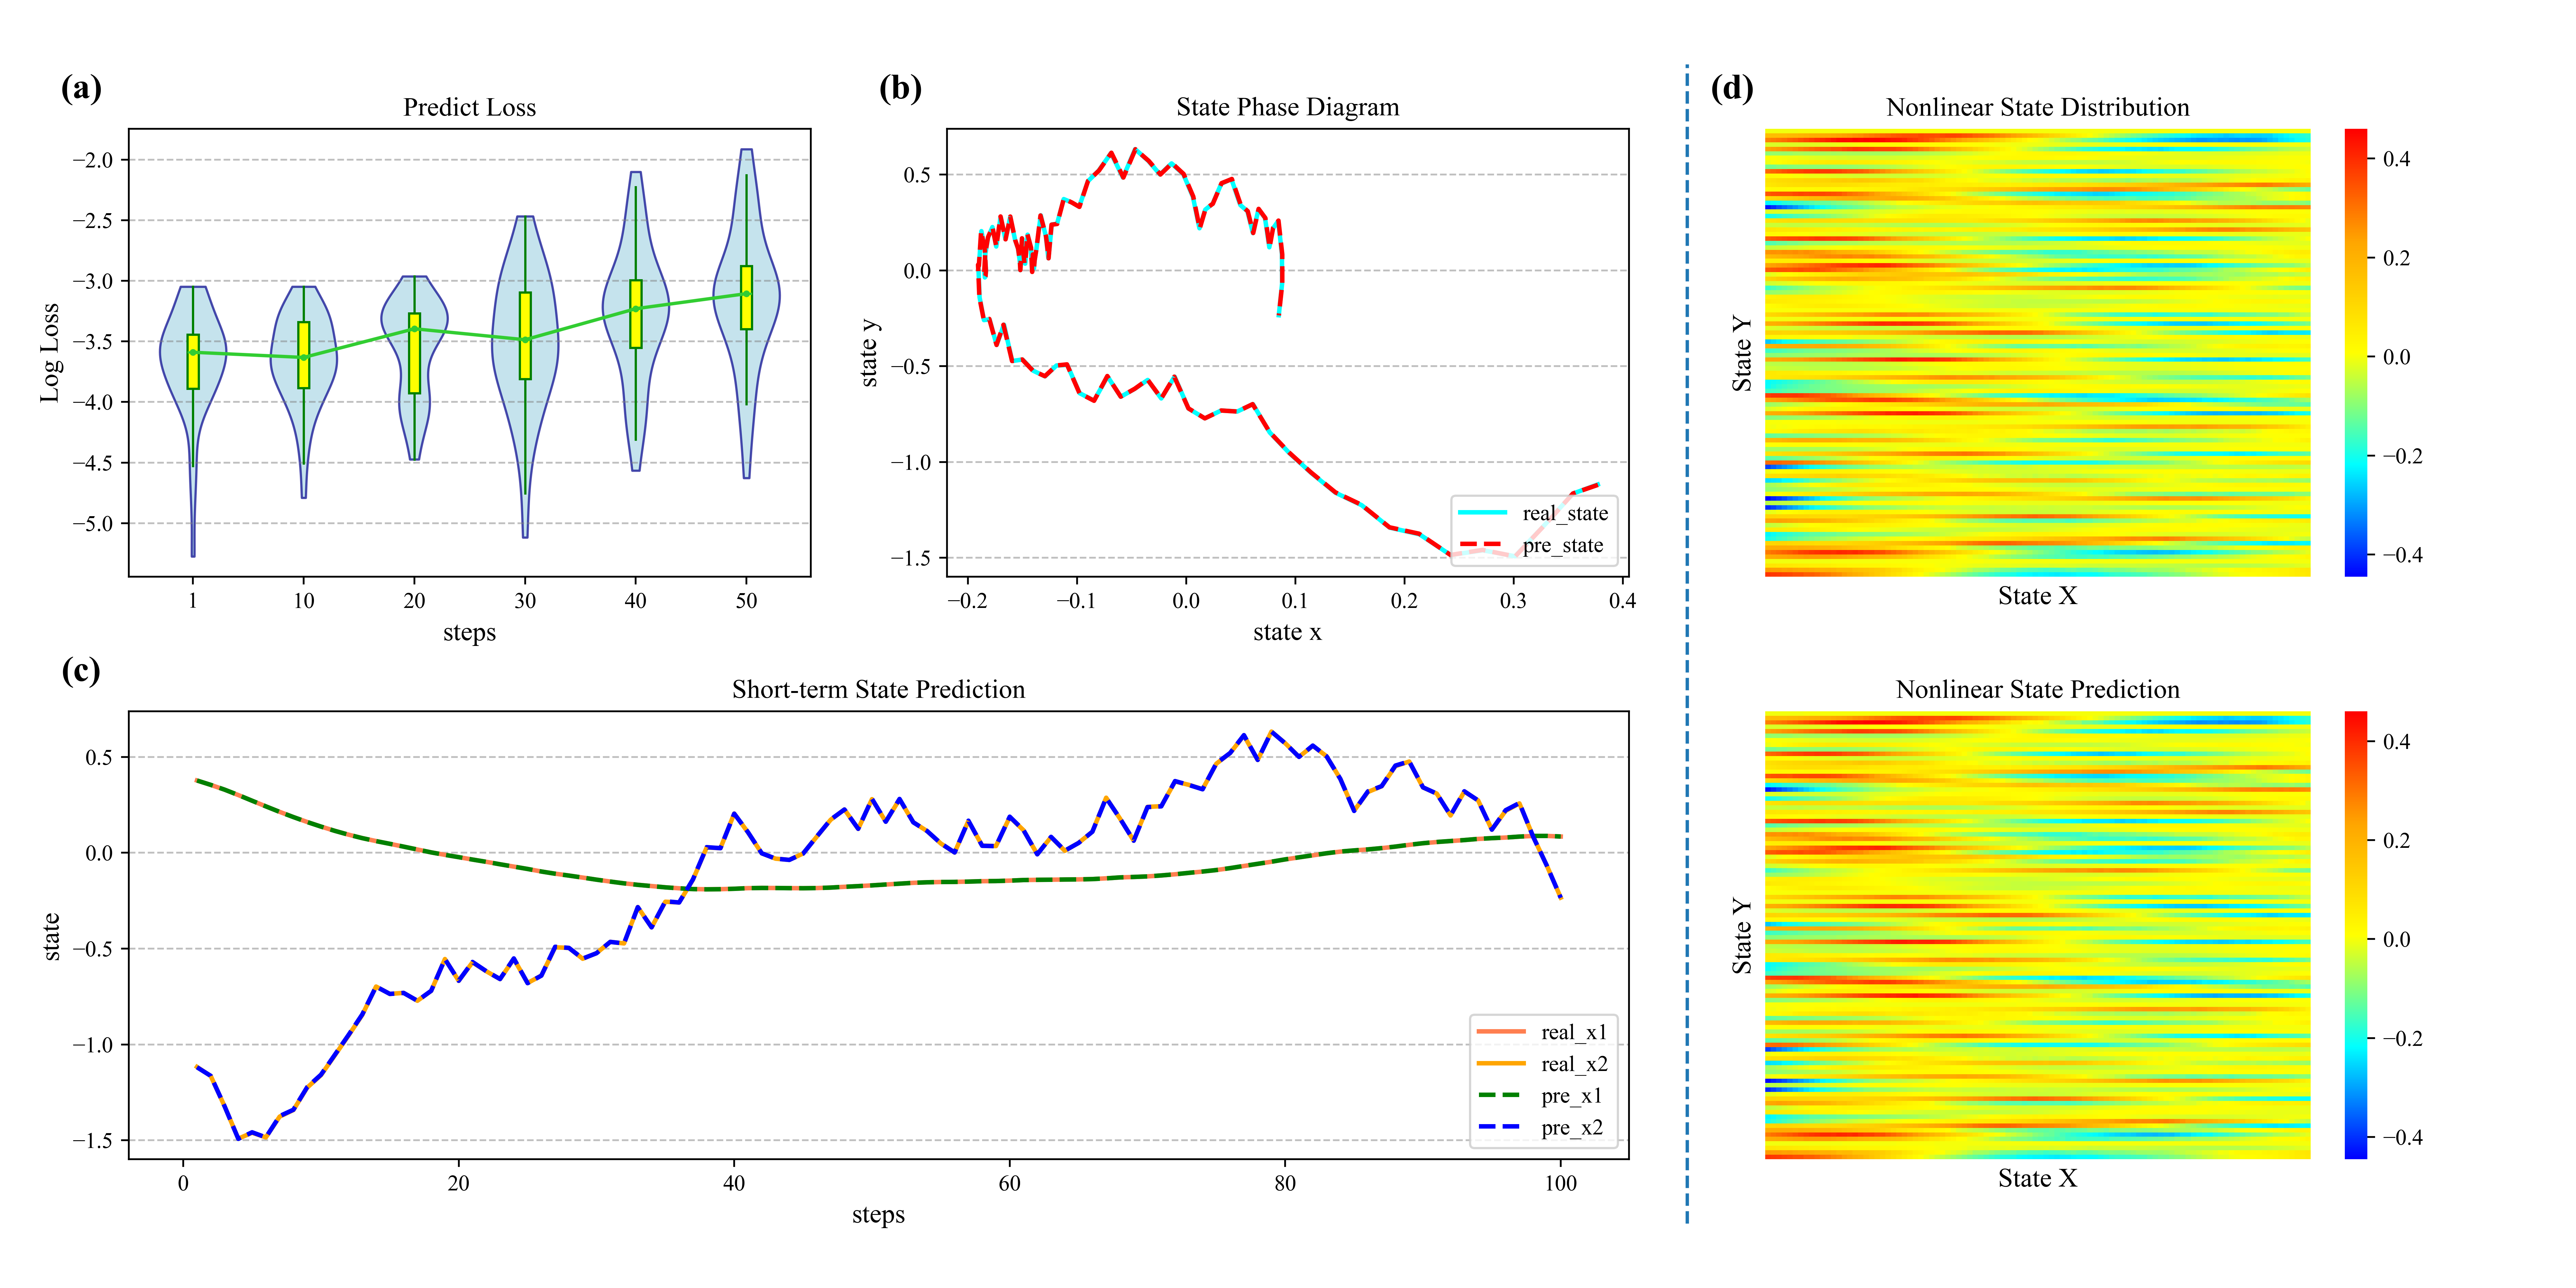 (a)
Predict Loss
−2.0
−2.5
−3.0
−3.5
−4.0
−4.5
−5.0
Log Loss
1 10 20 30 40 50
steps
(b)
State Phase Diagram
0.5
0.0
−0.5
−1.0
−1.5
state y
real_state
pre_state
−0.2 −0.1 0.0 0.1 0.2 0.3 0.4
state x
(c)
Short-term State Prediction
0.5
0.0
−0.5
−1.0
−1.5
state
real_x1
real_x2
pre_x1
pre_x2
0 20 40 60 80 100
steps
(d)
Nonlinear State Distribution
State Y
State X
0.4
0.2
0.0
−0.2
−0.4
Nonlinear State Prediction
State Y
State X
0.4
0.2
0.0
−0.2
−0.4